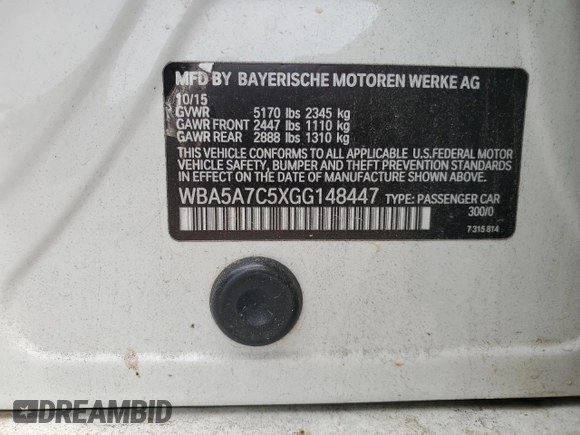 MFD BY BAYERISCHE MOTOREN WERKE AG
10/15
GVWR 5170 lbs 2345 kg
GAWR FRONT 2447 lbs 1110 kg
GAWR REAR 2888 lbs 1310 kg
THIS VEHICLE CONFORMS TO ALL APPLICABLE U.S.FEDERAL MOTOR
VEHICLE SAFETY, BUMPER, AND THEFT PREVENTION STANDARDS
IN EFFECT ON THE DATE OF MANUFACTURE SHOWN ABOVE.
WBA5A7C5XGG148447 TYPE: PASSENGER CAR
300/0
7 315 814
DREAMBID